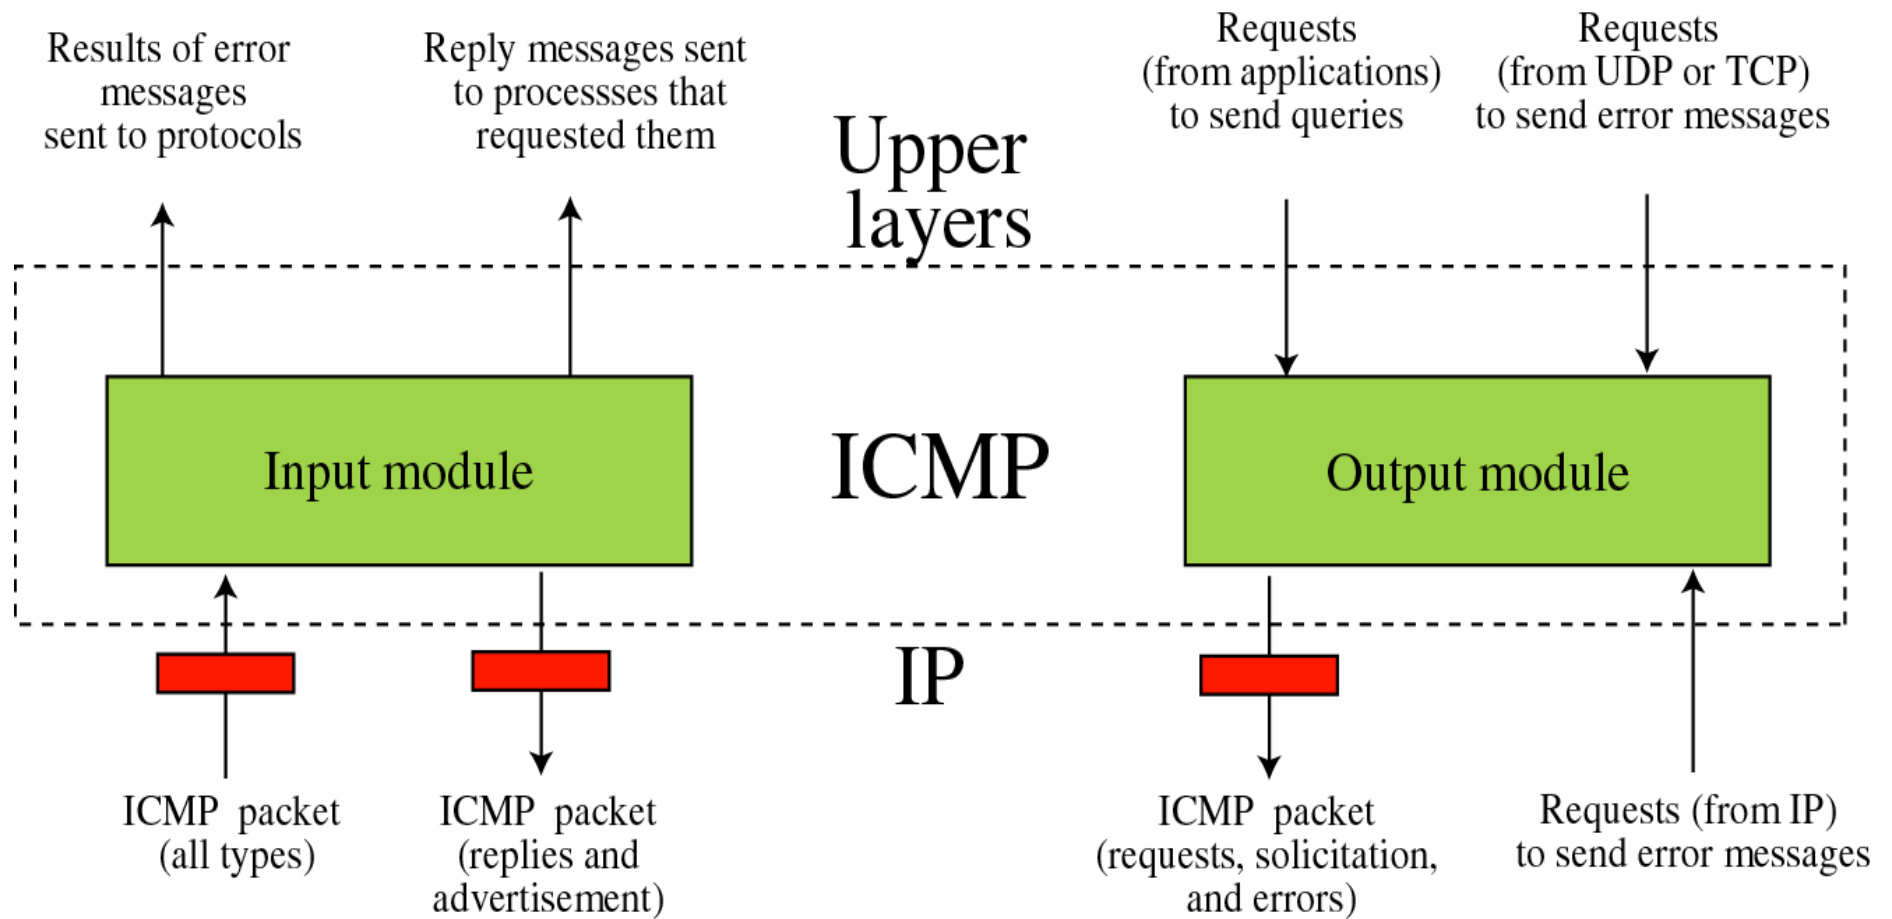 Results of error
messages
sent to protocols
Reply messages sent
to processses that
requested them
Upper
layers
Requests
(from applications)
to send queries
Requests
(from UDP or TCP)
to send error messages
Input module
ICMP
Output module
IP
ICMP packet
(all types)
ICMP packet
(replies and
advertisement)
ICMP packet
(requests, solicitation,
and errors)
Requests (from IP)
to send error messages